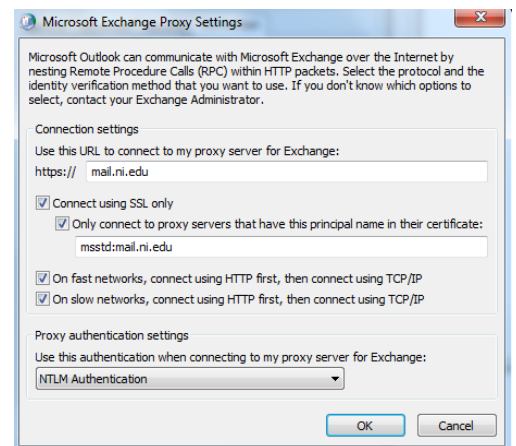 Microsoft Exchange Proxy Settings
Microsoft Outlook can communicate with Microsoft Exchange over the Internet by
nesting Remote Procedure Calls (RPC) within HTTP packets. Select the protocol and the
identity verification method that you want to use. If you don't know which options to
select, contact your Exchange Administrator.
Connection settings
Use this URL to connect to my proxy server for Exchange:
https:// mail.ni.edu
Connect using SSL only
Only connect to proxy servers that have this principal name in their certificate:
msstd:mail.ni.edu
On fast networks, connect using HTTP first, then connect using TCP/IP
On slow networks, connect using HTTP first, then connect using TCP/IP
Proxy authentication settings
Use this authentication when connecting to my proxy server for Exchange:
NTLM Authentication
OK Cancel